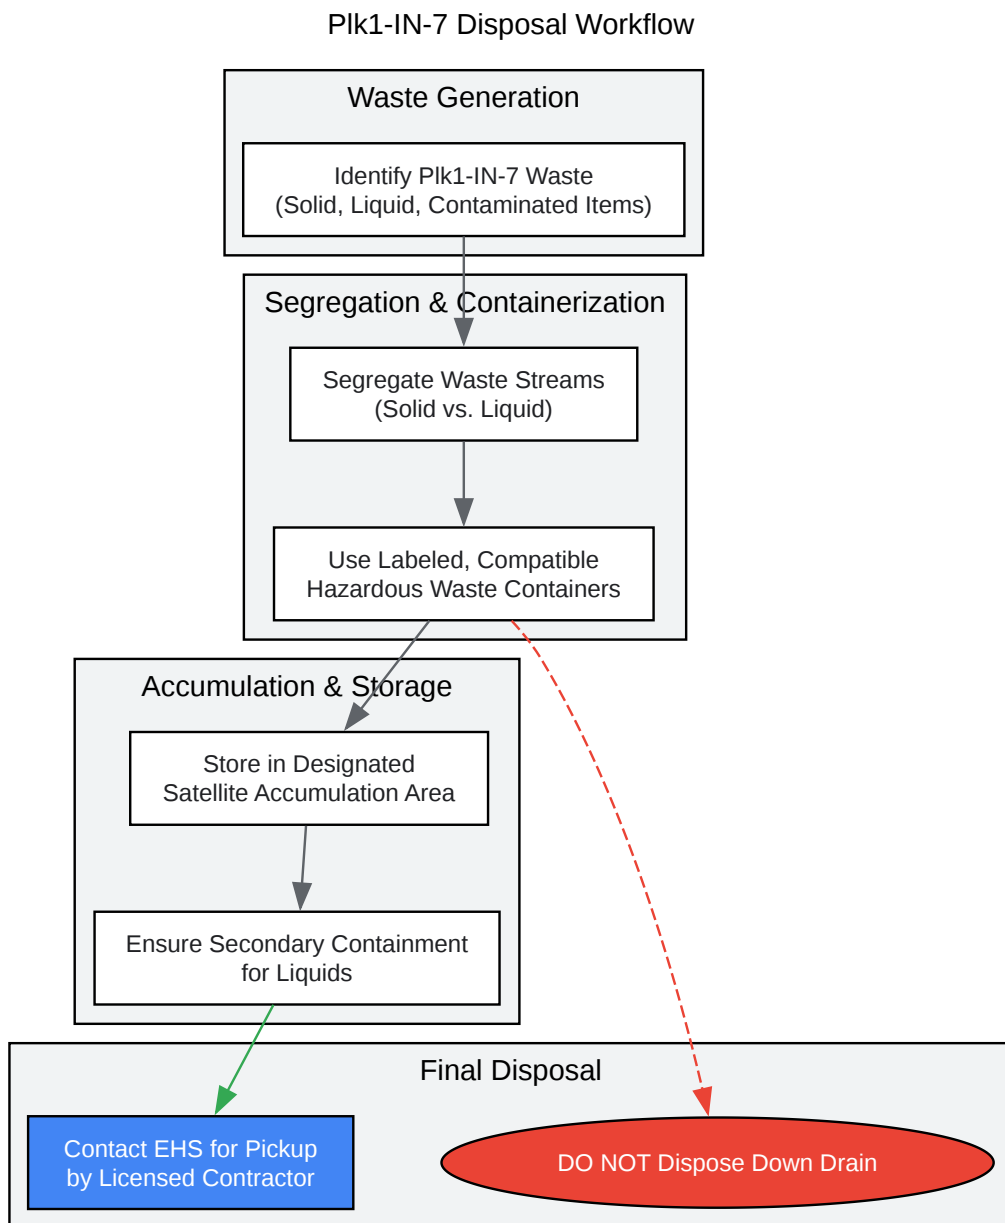 Plk1-IN-7 Disposal Workflow
Waste Generation
Identify Plk1-IN-7 Waste
(Solid, Liquid, Contaminated Items)
Segregation & Containerization
Segregate Waste Streams
(Solid vs. Liquid)
Use Labeled, Compatible
Hazardous Waste Containers
Accumulation & Storage
Store in Designated
Satellite Accumulation Area
Ensure Secondary Containment
for Liquids
Final Disposal
Contact EHS for Pickup
by Licensed Contractor
DO NOT Dispose Down Drain